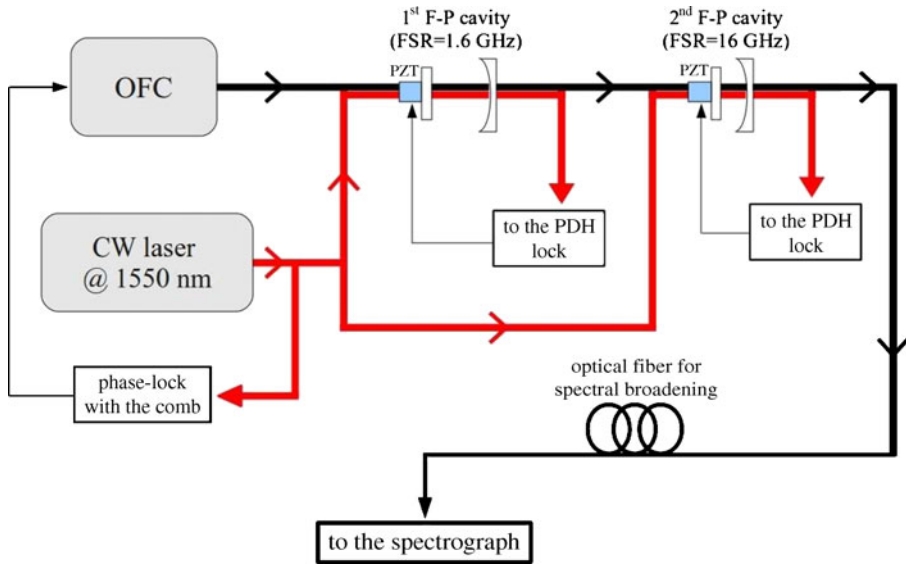 1st F-P cavity
(FSR=1.6 GHz)
2nd F-P cavity
(FSR=16 GHz)
PZT
PZT
OFC
CW laser
@ 1550 nm
to the PDH
lock
to the PDH
lock
phase-lock
with the comb
optical fiber for
spectral broadening
to the spectrograph